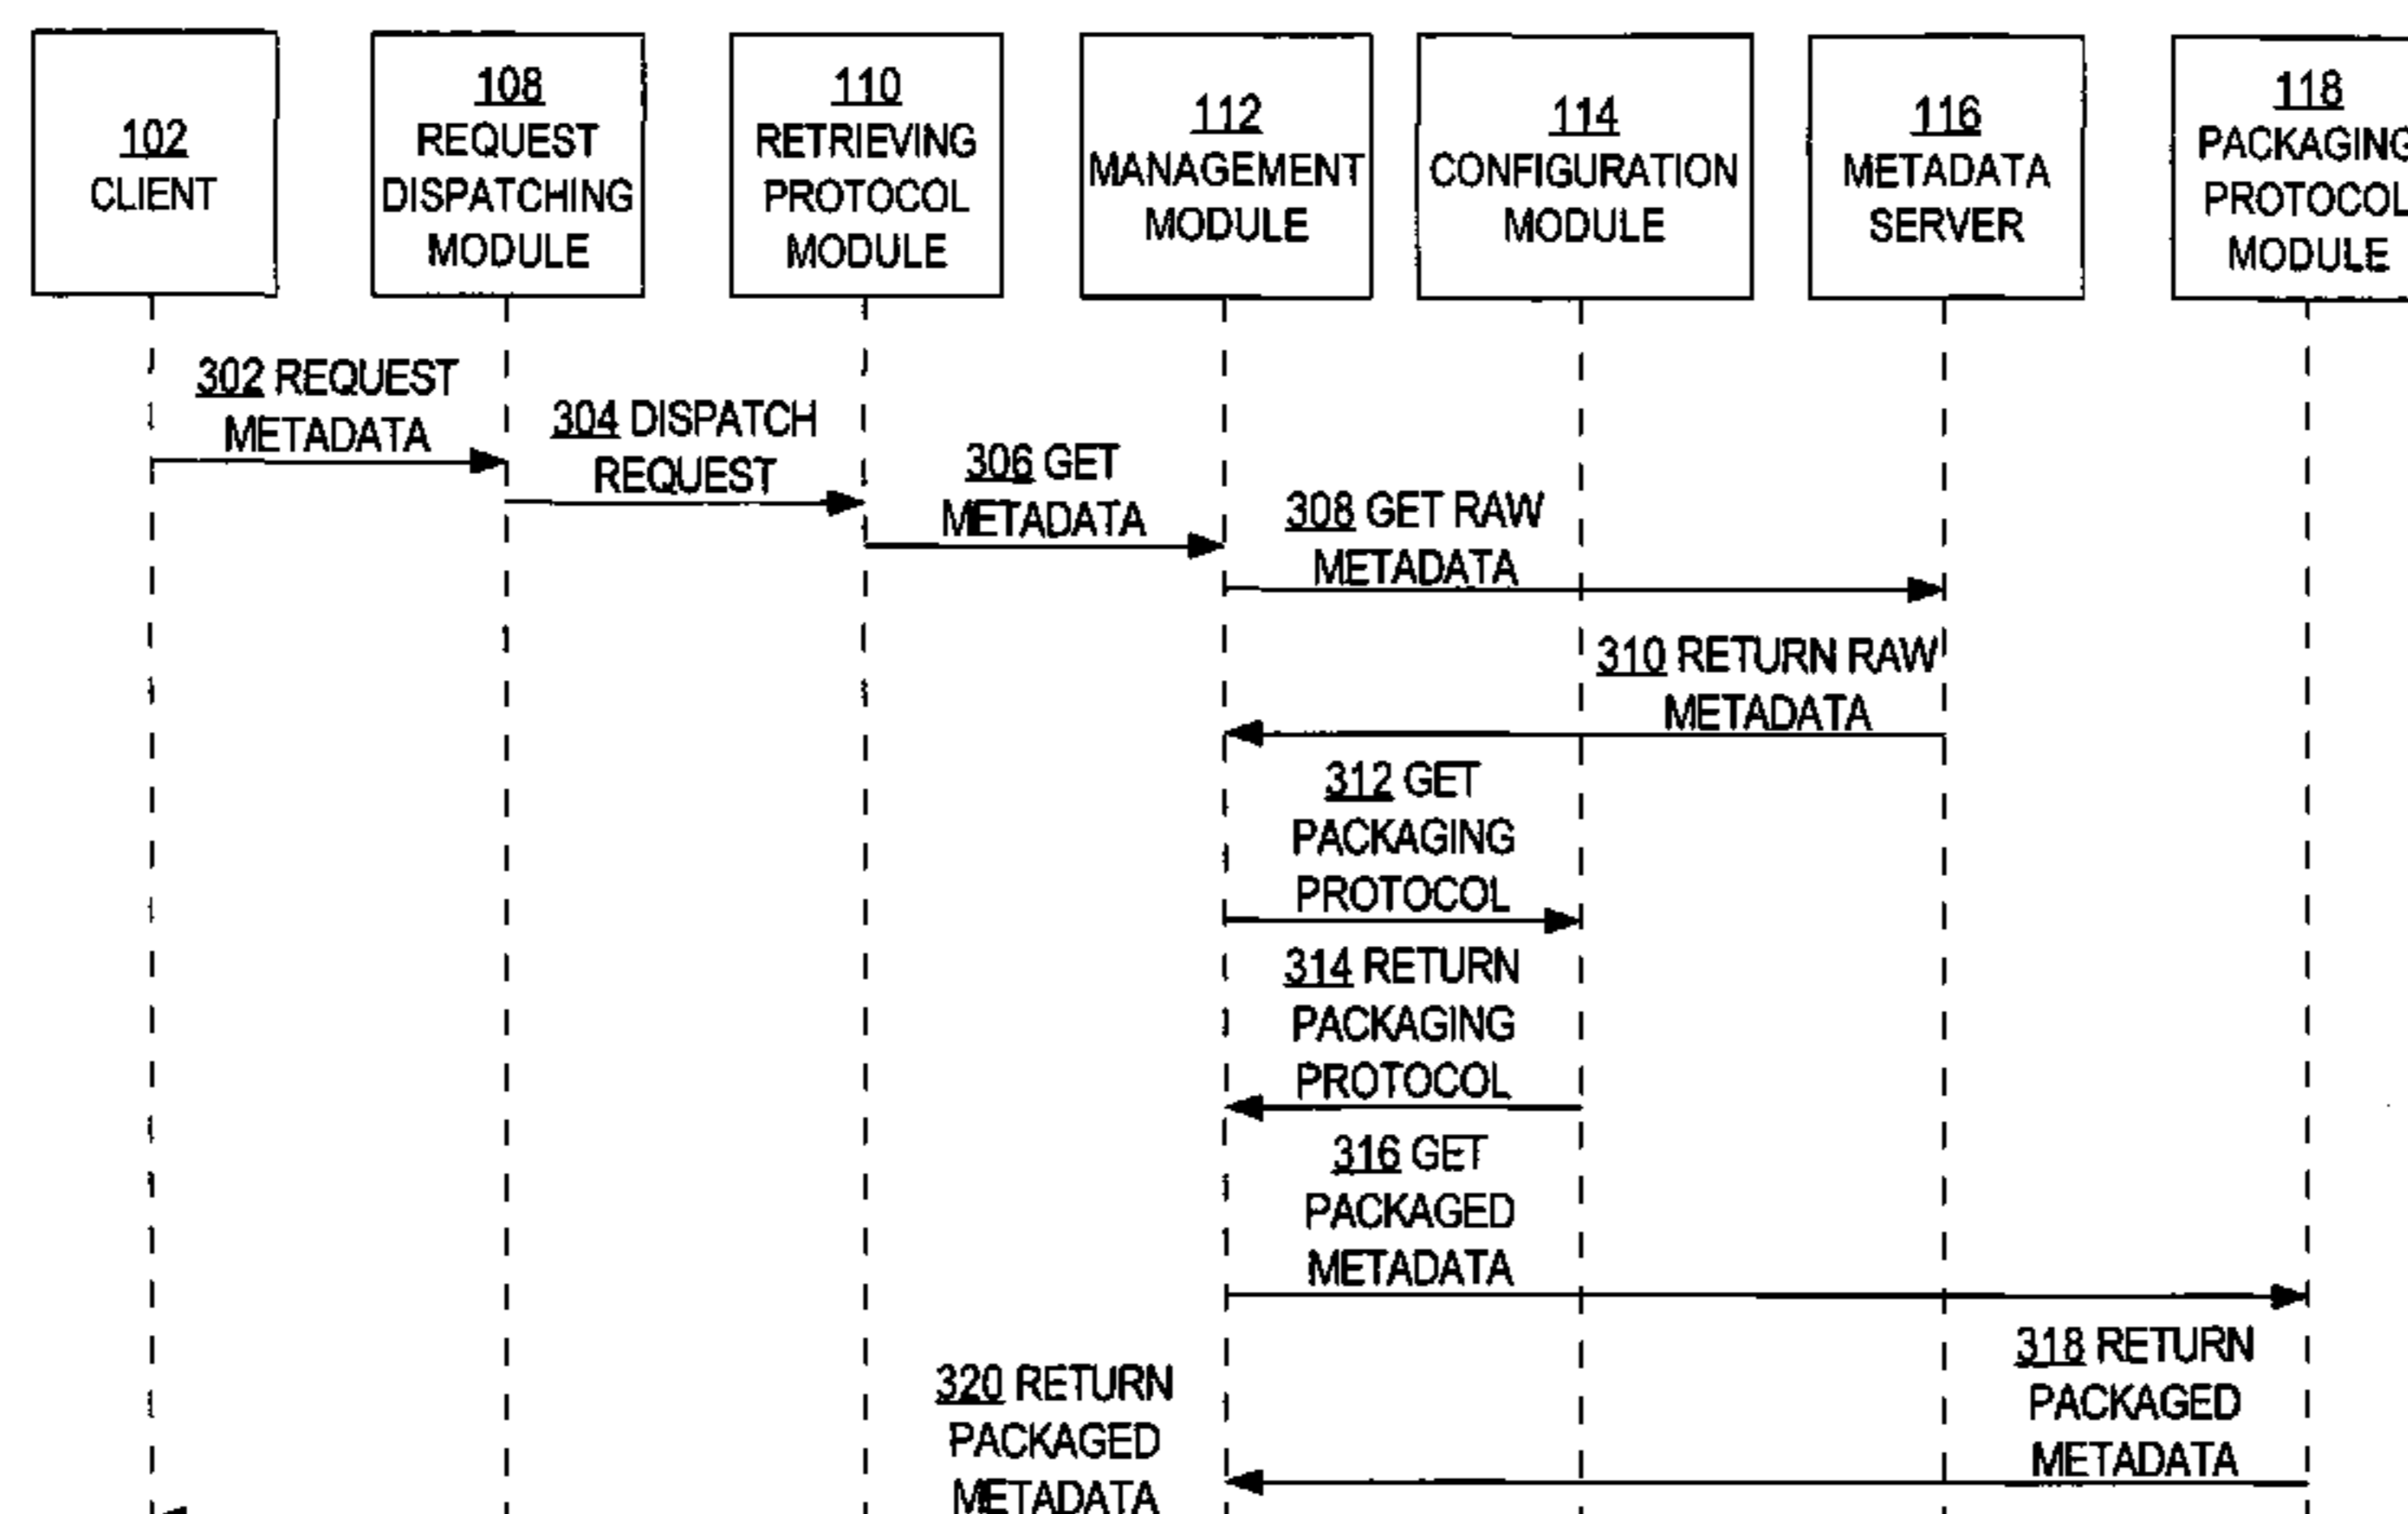 102
CLIENT
108
REQUEST
DISPATCHING
MODULE
110
RETRIEVING
PROTOCOL
MODULE
112
MANAGEMENT
MODULE
114
CONFIGURATION
MODULE
116
METADATA
SERVER
118
PACKAGING
PROTOCOL
MODULE
302 REQUEST
METADATA
304 DISPATCH
REQUEST
306 GET
METADATA
308 GET RAW
METADATA
310 RETURN RAW
METADATA
312 GET
PACKAGING
PROTOCOL
314 RETURN
PACKAGING
PROTOCOL
316 GET
PACKAGED
METADATA
318 RETURN
PACKAGED
METADATA
320 RETURN
PACKAGED
METADATA